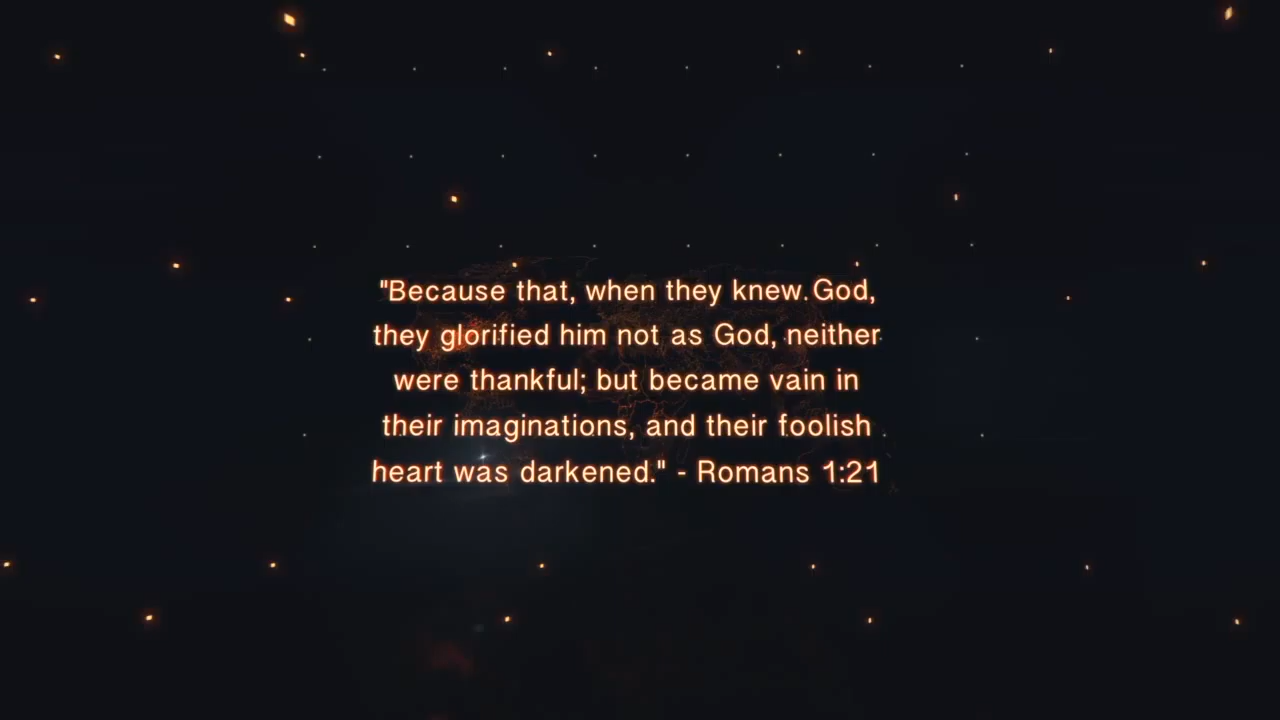 "Because that, when they knew God,
they glorified him not as God, neither
were thankful; but became vain in
their imaginations, and their foolish
heart was darkened." - Romans 1:21